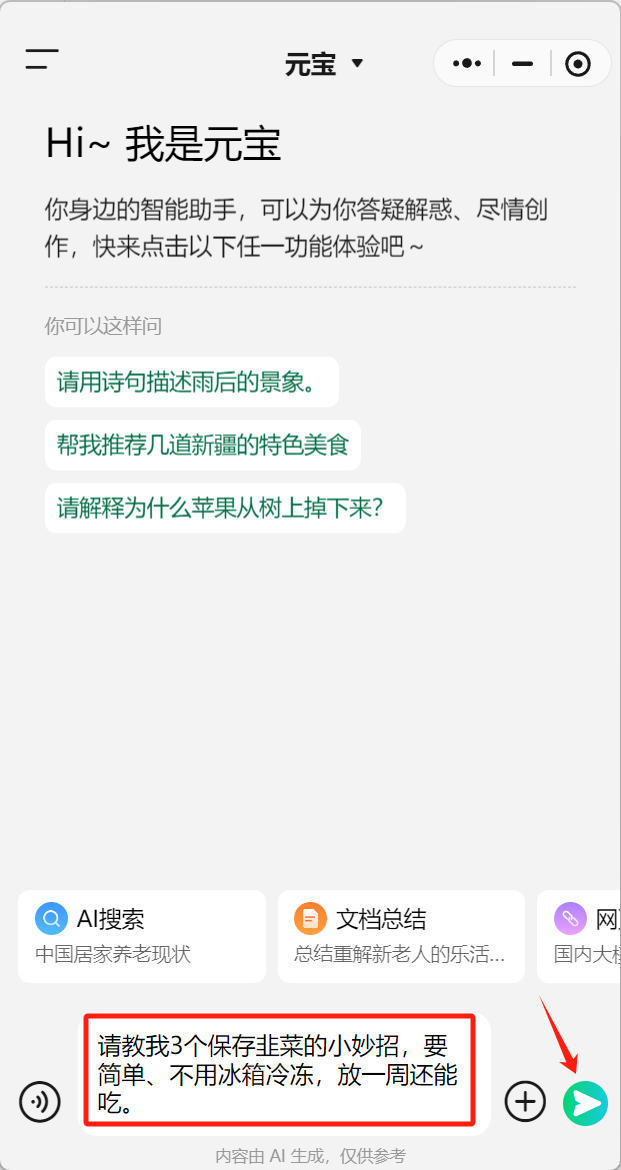 元宝
Hi~ 我是元宝
你身边的智能助手，可以为你答疑解惑、尽情创
作，快来点击以下任一功能体验吧～
你可以这样问
请用诗句描述雨后的景象。
帮我推荐几道新疆的特色美食
请解释为什么苹果从树上掉下来？
AI搜索
中国居家养老现状
文档总结
总结重解新老人的乐活...
网
国内大
请教我3个保存韭菜的小妙招，要
简单、不用冰箱冷冻，放一周还能
吃。
内容由 AI 生成，仅供参考